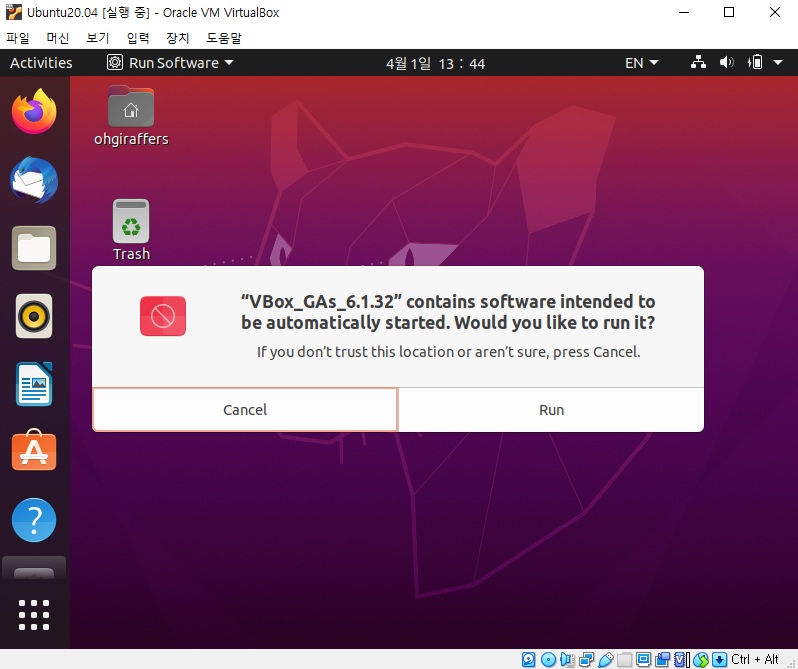 Ubuntu20.04 [실행 중] - Oracle VM VirtualBox
파일 머신 보기 입력 장치 도움말
Activities Run Software 4월 1일 13 : 44 EN
ohgiraffers
Trash
“VBox_GAs_6.1.32” contains software intended to
be automatically started. Would you like to run it?
If you don’t trust this location or aren’t sure, press Cancel.
Cancel Run
Ctrl + Alt